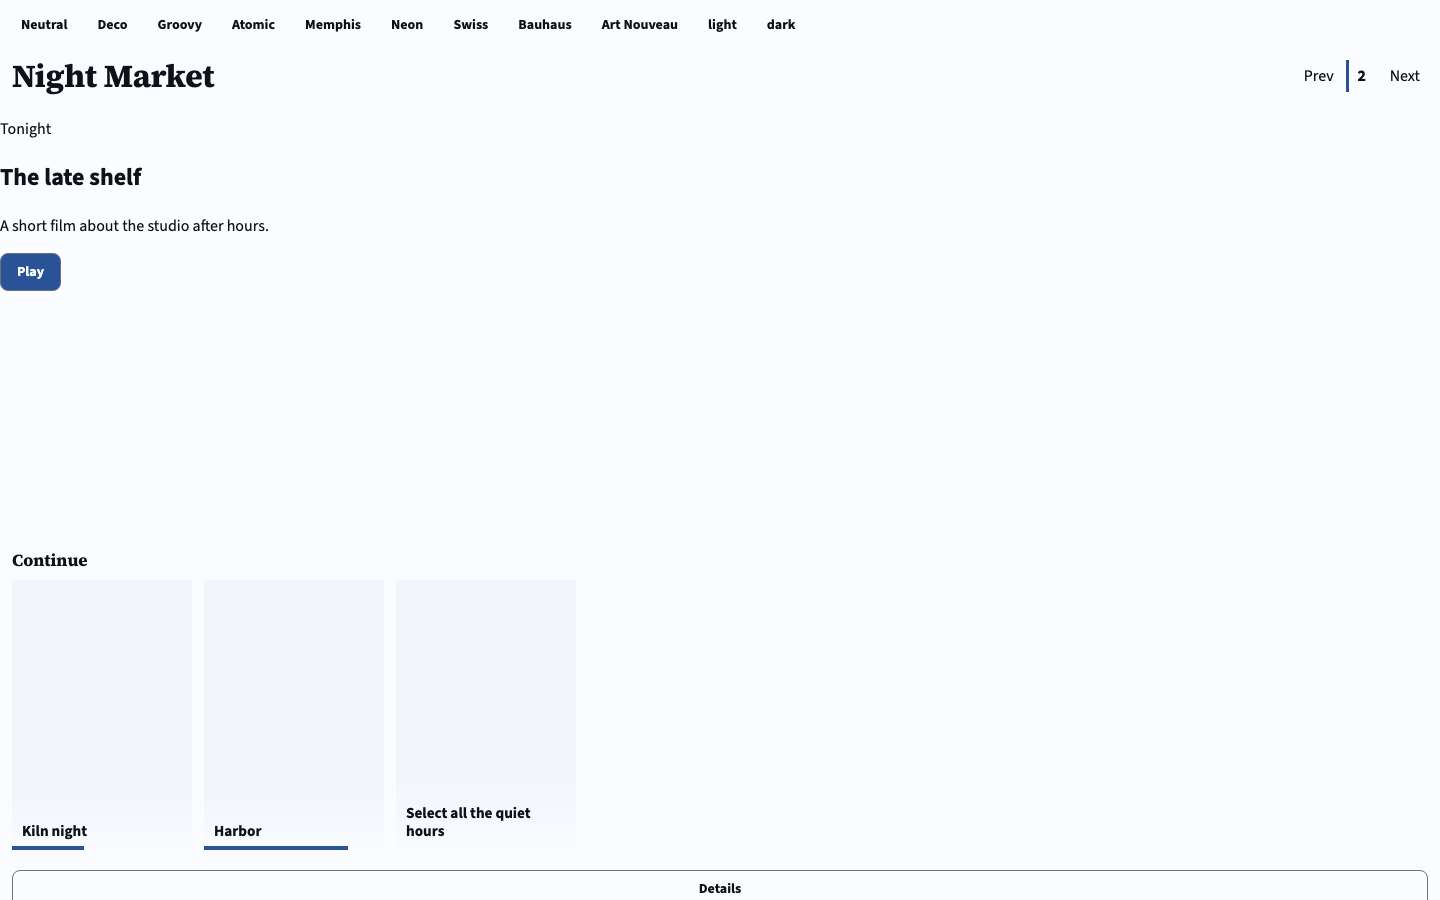 Neutral Deco Groovy Atomic Memphis Neon Swiss Bauhaus Art Nouveau light dark
Night Market
Prev 2 Next
Tonight
The late shelf
A short film about the studio after hours.
Play
Continue
Kiln night
Harbor
Select all the quiet
hours
Details